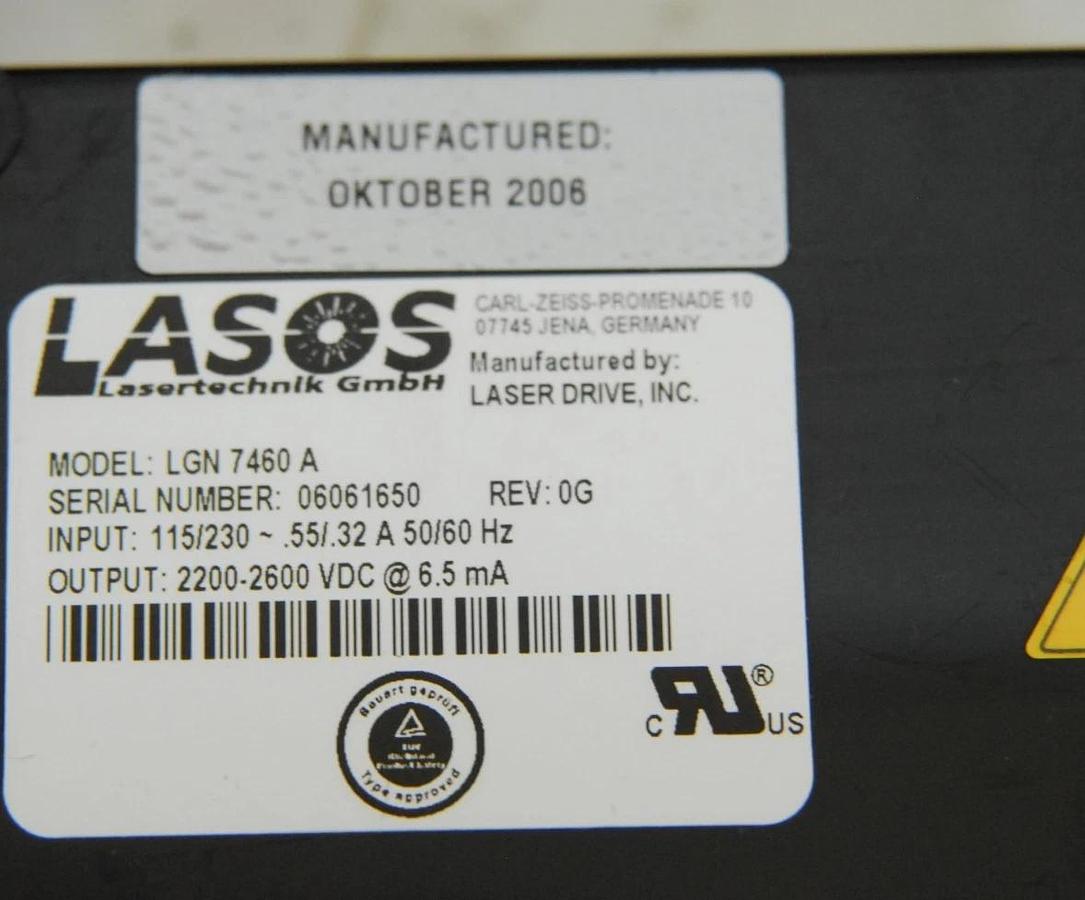 MANUFACTURED:
OKTOBER 2006
LASOS
Lasertechnik GmbH
CARL-ZEISS-PROMENADE 10
07745 JENA, GERMANY
Manufactured by:
LASER DRIVE, INC.
MODEL: LGN 7460 A
SERIAL NUMBER: 06061650 REV: 0G
INPUT: 115/230 ~ .55/.32 A 50/60 Hz
OUTPUT: 2200-2600 VDC @ 6.5 mA
Bauart geprüft
Type approved
C RU ® US